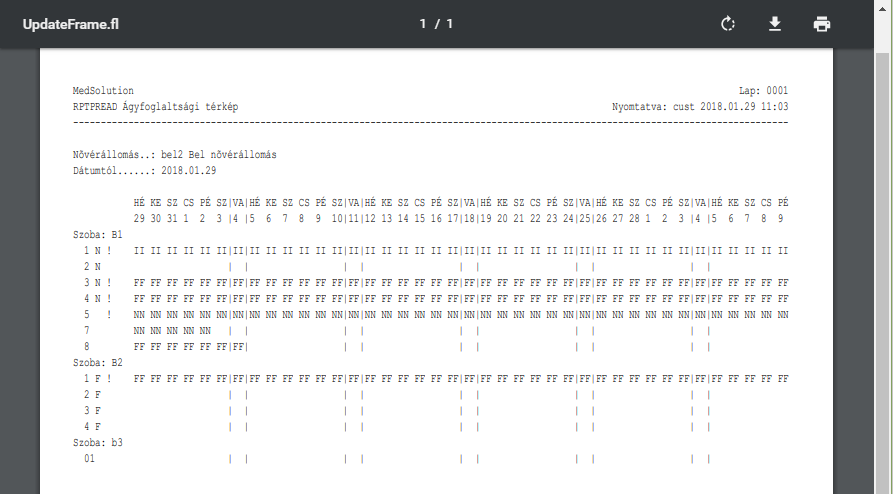 UpdateFrame.fl 1 / 1
MedSolution Lap: 0001
RPTPREAD Ágyfoglaltsági térkép Nyomtatva: cust 2018.01.29 11:03
--------------------------------------------------------------------------------
Nővérállomás..: bel2 Bel nővérállomás
Dátumtól......: 2018.01.29
HÉ KE SZ CS PÉ SZ|VA|HÉ KE SZ CS PÉ SZ|VA|HÉ KE SZ CS PÉ SZ|VA|HÉ KE SZ CS PÉ SZ|VA|HÉ KE SZ CS PÉ SZ|VA|HÉ KE SZ CS PÉ
29 30 31 1 2 3 |4 |5 6 7 8 9 10|11|12 13 14 15 16 17|18|19 20 21 22 23 24|25|26 27 28 1 2 3 |4 |5 6 7 8 9
Szoba: B1
1 N ! II II II II II II|II|II II II II II II|II|II II II II II II|II|II II II II II II|II|II II II II II II|II|II II II II II
2 N | | | | | | | | | |
3 N ! FF FF FF FF FF FF|FF|FF FF FF FF FF FF|FF|FF FF FF FF FF FF|FF|FF FF FF FF FF FF|FF|FF FF FF FF FF FF|FF|FF FF FF FF FF
4 N ! FF FF FF FF FF FF|FF|FF FF FF FF FF FF|FF|FF FF FF FF FF FF|FF|FF FF FF FF FF FF|FF|FF FF FF FF FF FF|FF|FF FF FF FF FF
5 ! NN NN NN NN NN NN|NN|NN NN NN NN NN NN|NN|NN NN NN NN NN NN|NN|NN NN NN NN NN NN|NN|NN NN NN NN NN NN|NN|NN NN NN NN NN
7 NN NN NN NN NN | | | | | | | | | |
8 FF FF FF FF FF FF|FF| | | | | | | | |
Szoba: B2
1 F ! FF FF FF FF FF FF|FF|FF FF FF FF FF FF|FF|FF FF FF FF FF FF|FF|FF FF FF FF FF FF|FF|FF FF FF FF FF FF|FF|FF FF FF FF FF
2 F | | | | | | | | | |
3 F | | | | | | | | | |
4 F | | | | | | | | | |
Szoba: b3
01 | | | | | | | | | |